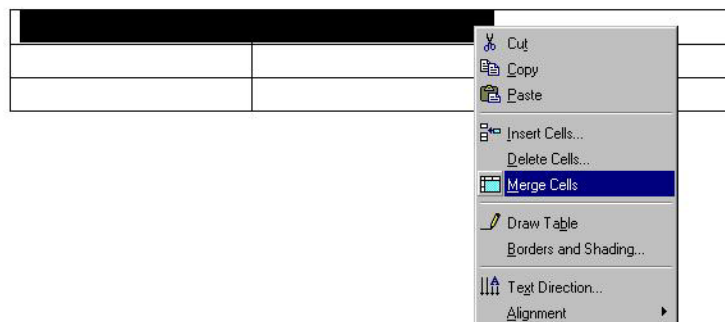 Cut
Copy
Paste
Insert Cells...
Delete Cells...
Merge Cells
Draw Table
Borders and Shading...
Text Direction...
Alignment